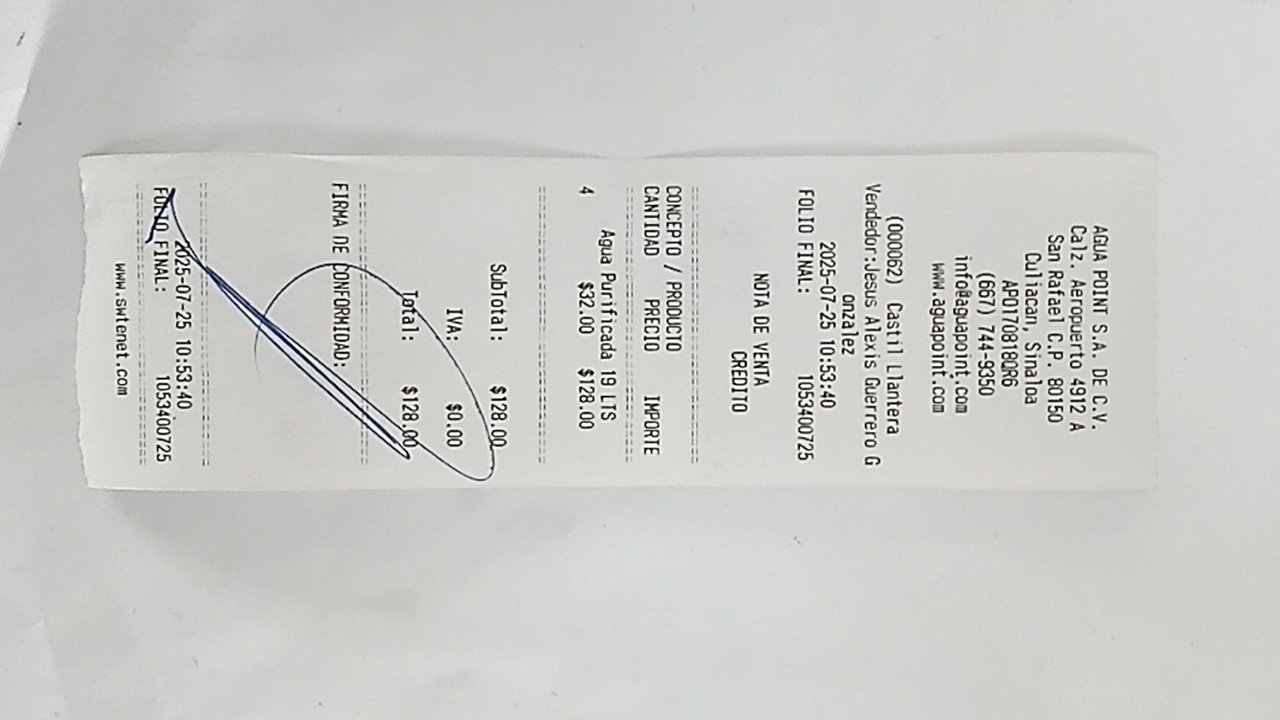 AGUA POINT S.A. DE C.V.
Calz. Aeropuerto 4912 A
San Rafael C.P. 80150
Culiacan, Sinaloa
APO170818QR6
(667) 744-9350
info@aguapoint.com
www.aguapoint.com
(000062) Castil Llantera
Vendedor:Jesus Alexis Guerrero G
onzalez
2025-07-25 10:53:40
FOLIO FINAL: 1053400725
NOTA DE VENTA
CREDITO
================================
CONCEPTO / PRODUCTO
CANTIDAD PRECIO IMPORTE
================================
Agua Purificada 19 LTS
4 $32.00 $128.00
================================
SubTotal: $128.00
IVA: $0.00
Total: $128.00
================================
FIRMA DE CONFORMIDAD:
================================
2025-07-25 10:53:40
FOLIO FINAL: 1053400725
================================
www.swtenet.com